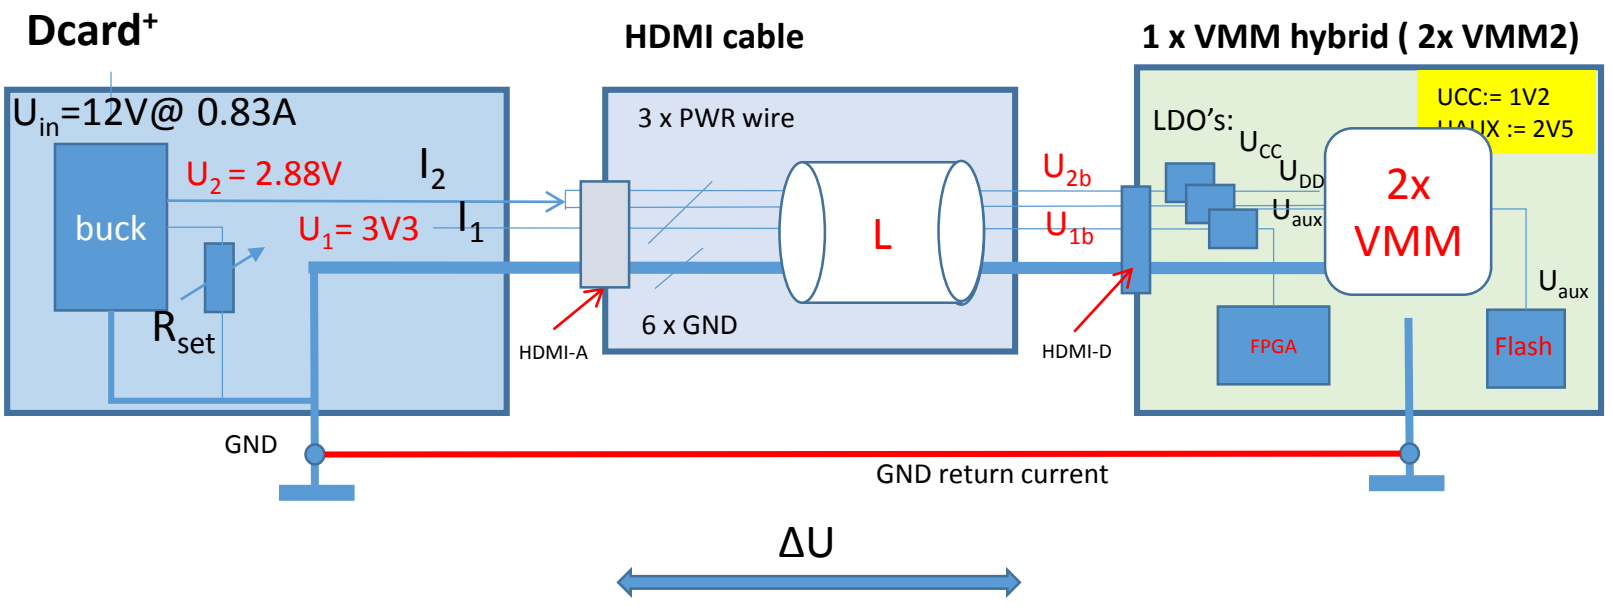 Dcard+
HDMI cable
1 x VMM hybrid ( 2x VMM2)
Uin=12V@ 0.83A
3 x PWR wire
LDO's:
UCC:= 1V2
UAUX := 2V5
UCC
U2 = 2.88V
I2
U2b
UDD
2x
VMM
buck
U1= 3V3
I1
L
U1b
Uaux
Uaux
Rset
6 x GND
HDMI-A
HDMI-D
FPGA
Flash
GND
GND return current
ΔU